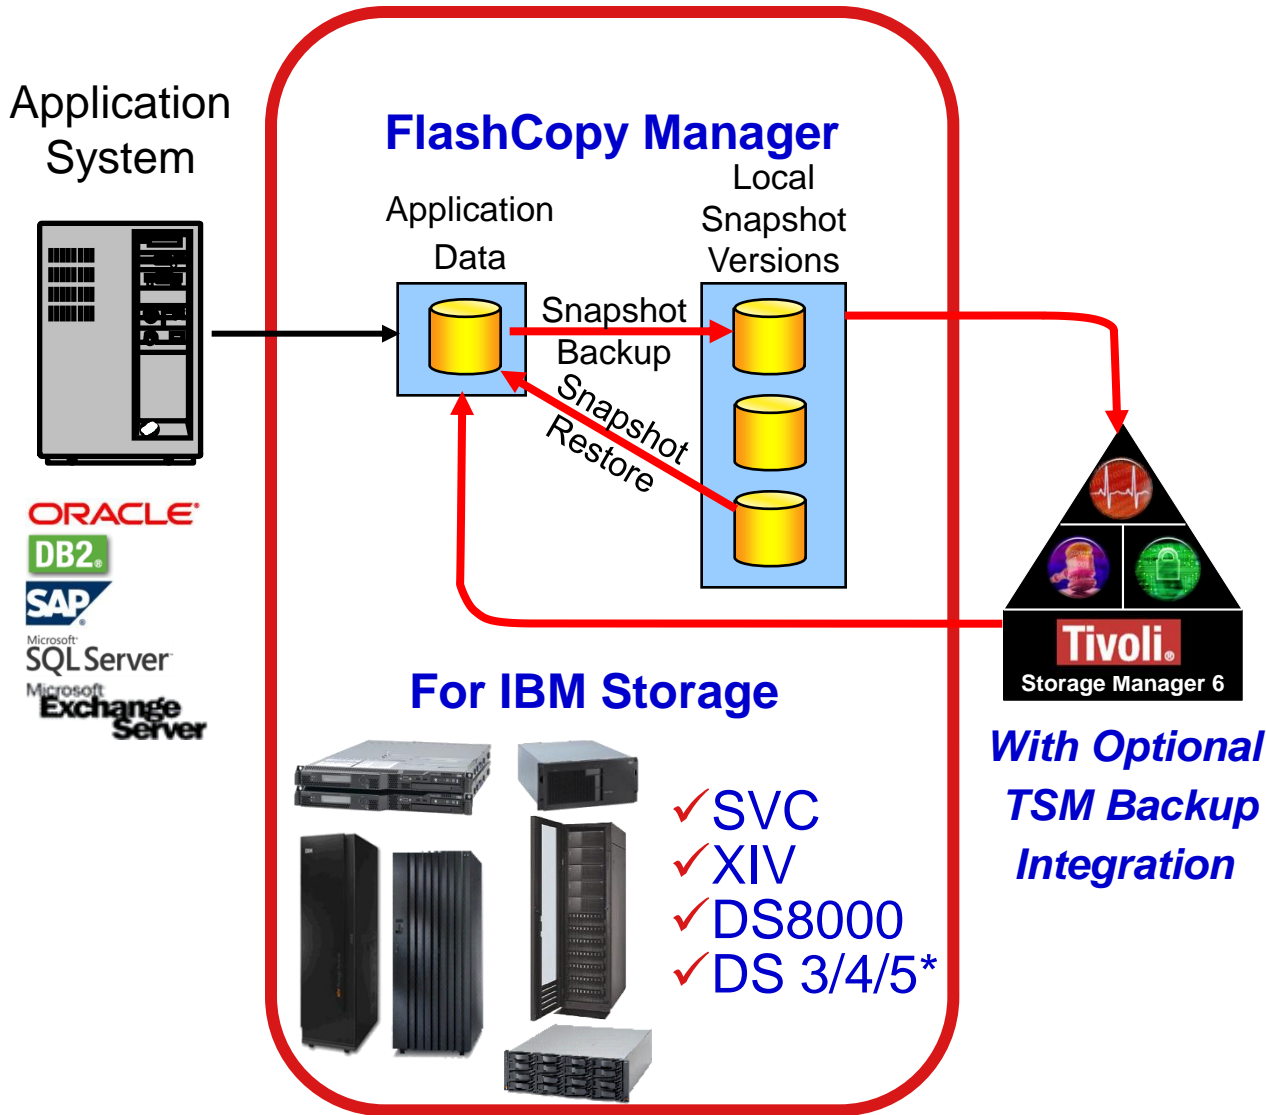 Application
System
FlashCopy Manager
Application
Data
Local
Snapshot
Versions
Snapshot
Backup
Snapshot
Restore
ORACLE®
DB2®
SAP®
Microsoft®
SQL Server™
Microsoft
Exchange
Server
Tivoli®
Storage Manager 6
With Optional
TSM Backup
Integration
For IBM Storage
✓SVC
✓XIV
✓DS8000
✓DS 3/4/5*